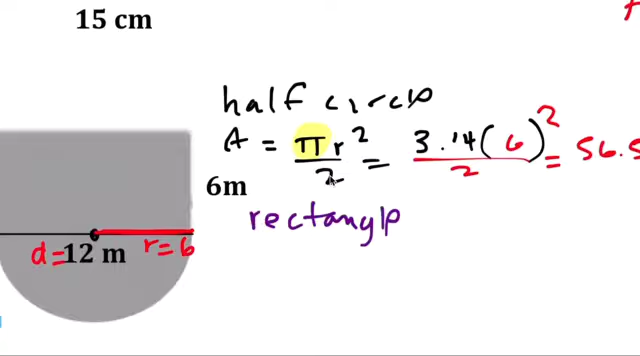 15 cm
half circle
A = πr²/2 = 3.14(6)²/2 = 56.5
6m
rectangle
d=12 m r=6